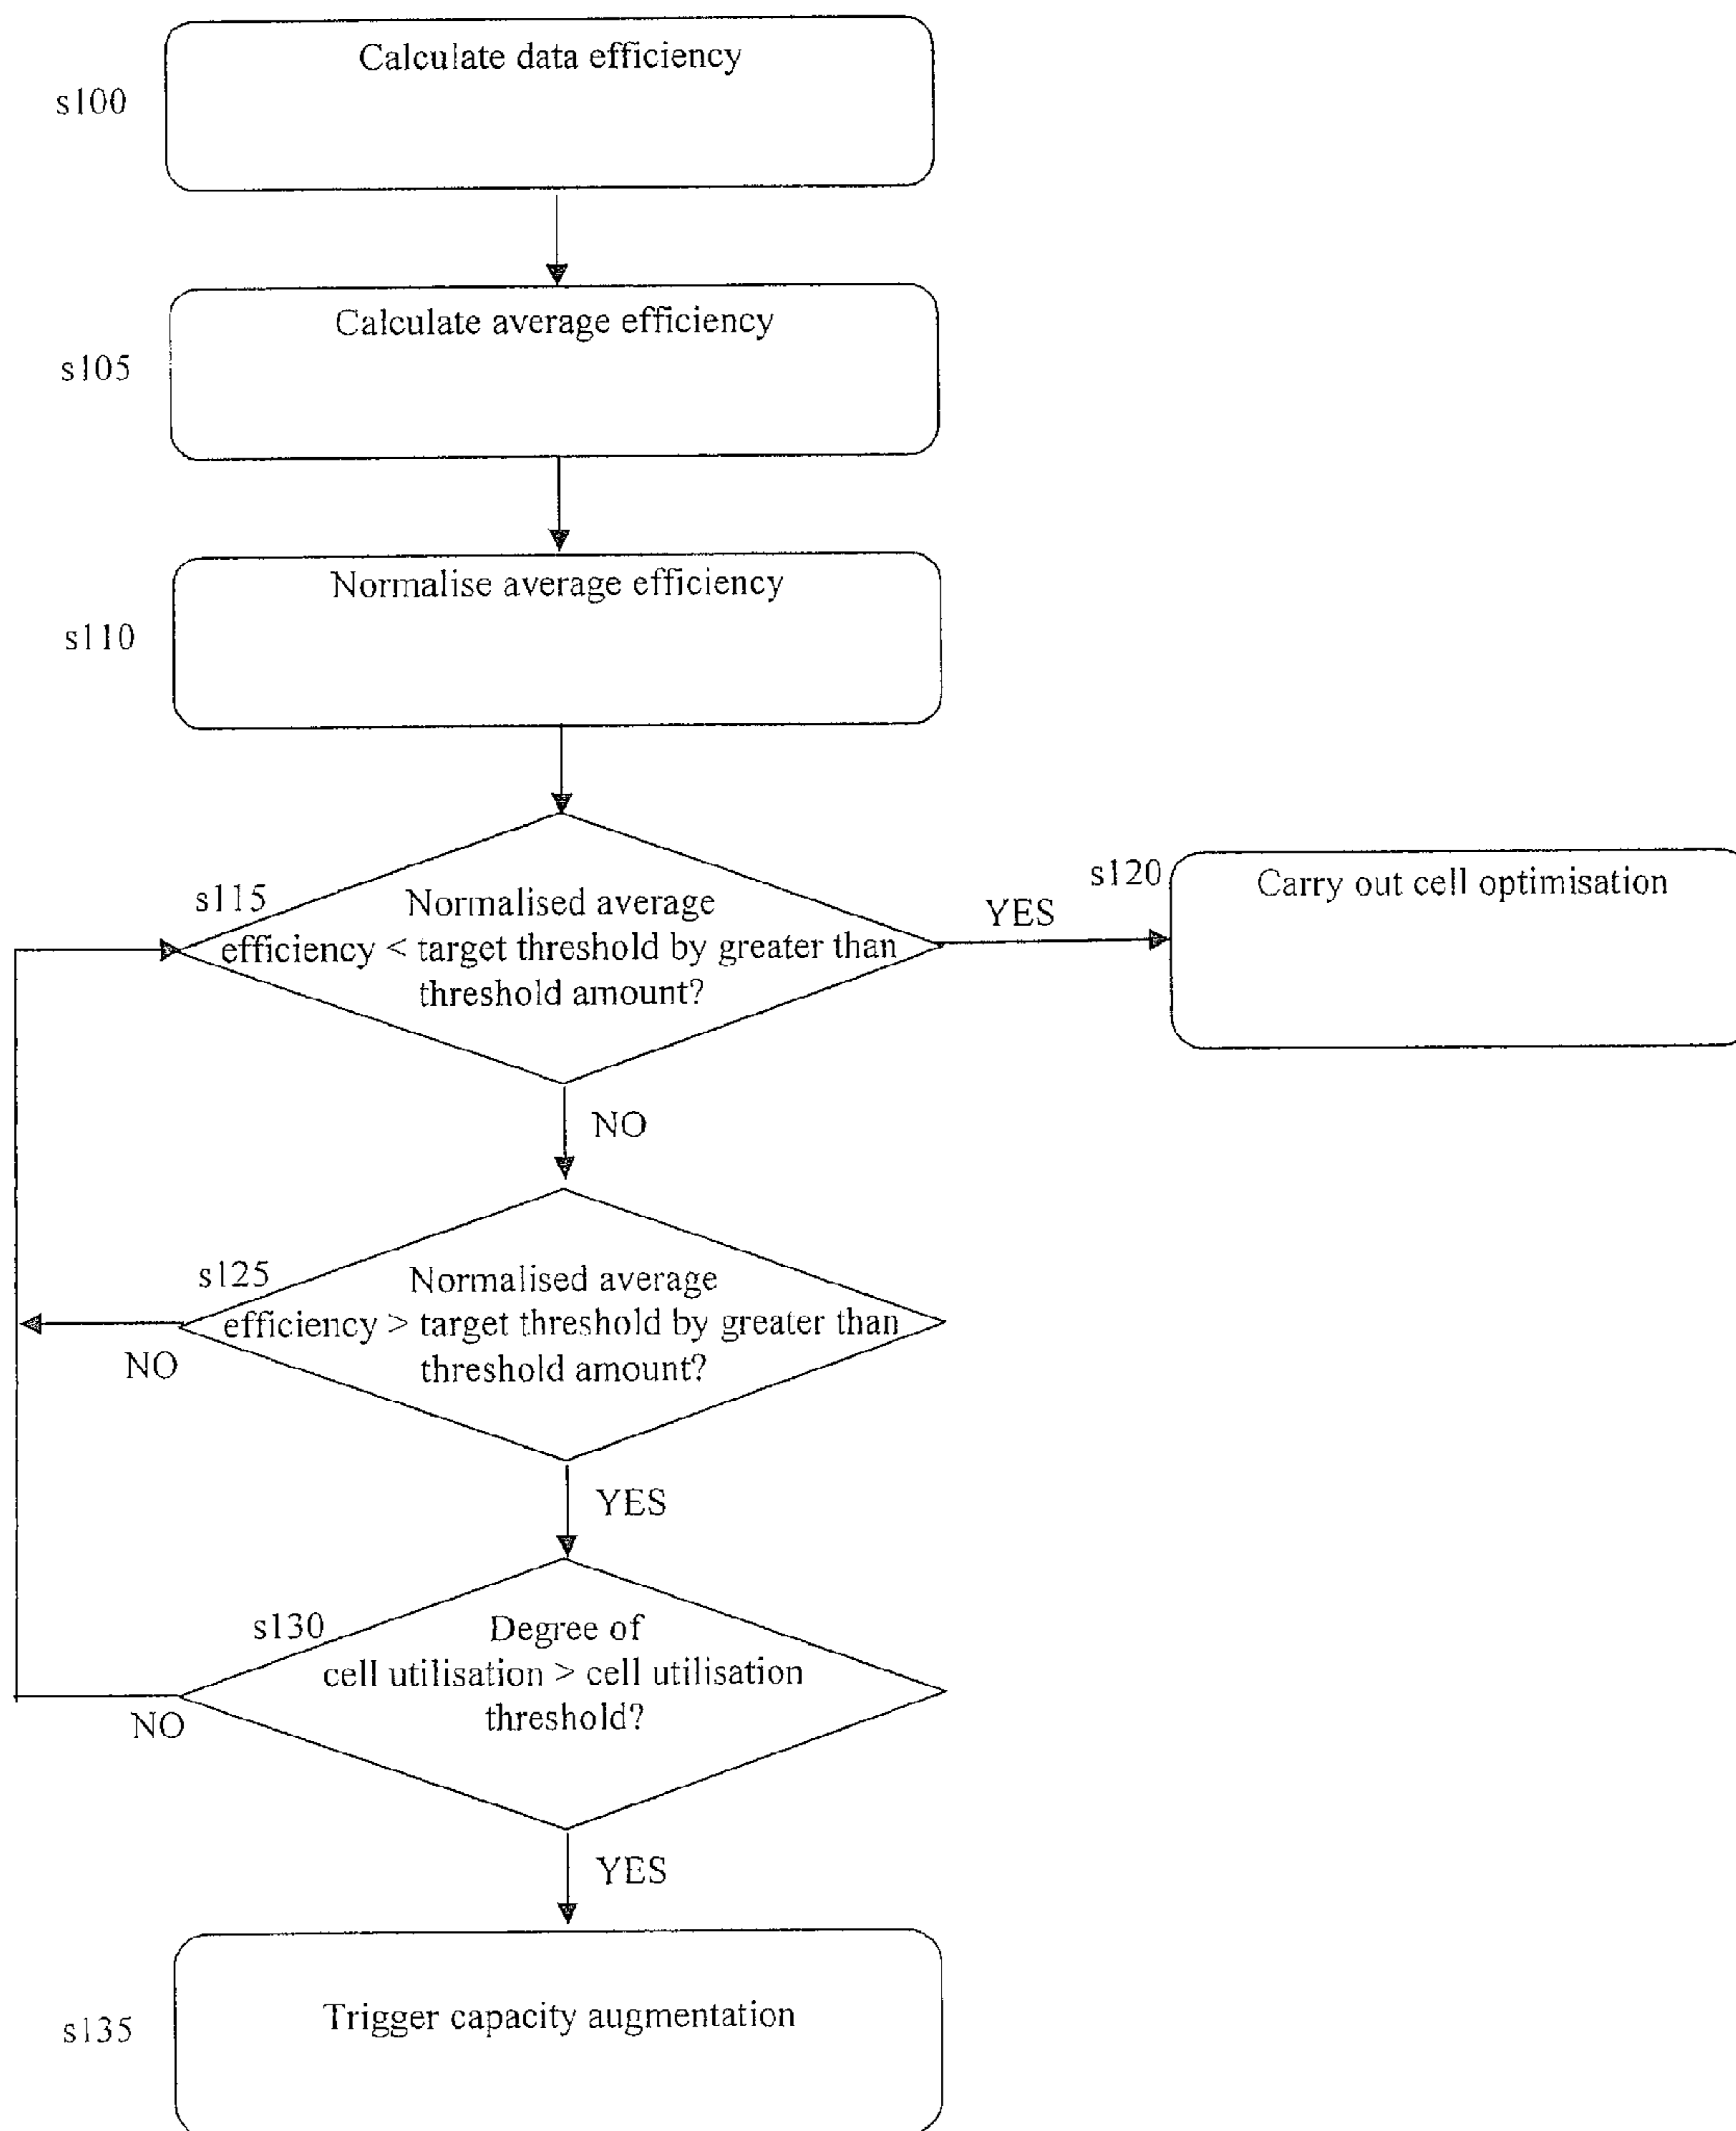 Calculate data efficiency
s100
Calculate average efficiency
s105
Normalise average efficiency
s110
s115
Normalised average
efficiency < target threshold by greater than
threshold amount?
YES
s120
Carry out cell optimisation
NO
s125
Normalised average
efficiency > target threshold by greater than
threshold amount?
NO
YES
s130
Degree of
cell utilisation > cell utilisation
threshold?
NO
YES
Trigger capacity augmentation
s135